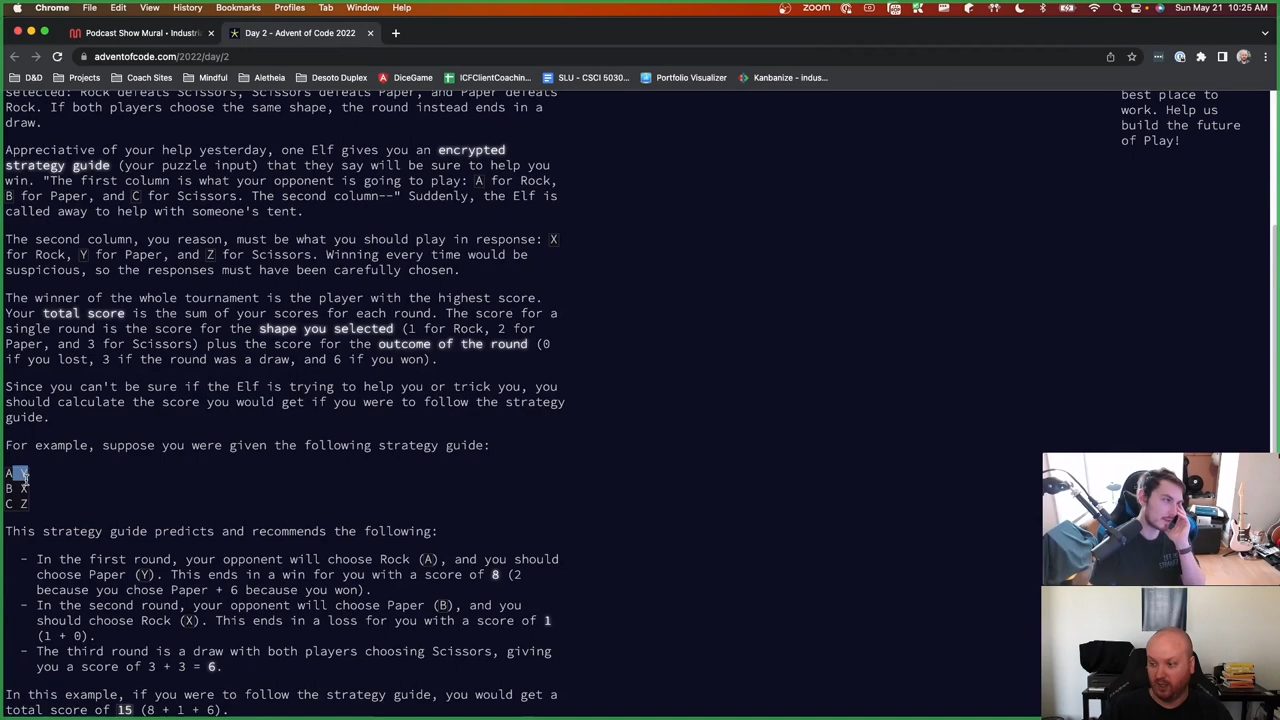 Chrome File Edit View History Bookmarks Profiles Tab Window Help zoom Sun May 21 10:25 AM
Podcast Show Mural • Industri Day 2 - Advent of Code 2022
adventofcode.com/2022/day/2
D&D Projects Coach Sites Mindful Aletheia Desoto Duplex DiceGame ICFClientCoachin... SLU - CSCI 5030... Portfolio Visualizer Kanbanize - indus...
selected: Rock defeats Scissors, Scissors defeats Paper, and Paper defeats
Rock. If both players choose the same shape, the round instead ends in a
draw.
Appreciative of your help yesterday, one Elf gives you an encrypted
strategy guide (your puzzle input) that they say will be sure to help you
win. "The first column is what your opponent is going to play: A for Rock,
B for Paper, and C for Scissors. The second column--" Suddenly, the Elf is
called away to help with someone's tent.
The second column, you reason, must be what you should play in response: X
for Rock, Y for Paper, and Z for Scissors. Winning every time would be
suspicious, so the responses must have been carefully chosen.
The winner of the whole tournament is the player with the highest score.
Your total score is the sum of your scores for each round. The score for a
single round is the score for the shape you selected (1 for Rock, 2 for
Paper, and 3 for Scissors) plus the score for the outcome of the round (0
if you lost, 3 if the round was a draw, and 6 if you won).
Since you can't be sure if the Elf is trying to help you or trick you, you
should calculate the score you would get if you were to follow the strategy
guide.
For example, suppose you were given the following strategy guide:
A Y
B X
C Z
This strategy guide predicts and recommends the following:
- In the first round, your opponent will choose Rock (A), and you should
choose Paper (Y). This ends in a win for you with a score of 8 (2
because you chose Paper + 6 because you won).
- In the second round, your opponent will choose Paper (B), and you
should choose Rock (X). This ends in a loss for you with a score of 1
(1 + 0).
- The third round is a draw with both players choosing Scissors, giving
you a score of 3 + 3 = 6.
In this example, if you were to follow the strategy guide, you would get a
total score of 15 (8 + 1 + 6).
best place to
work. Help us
build the future
of Play!